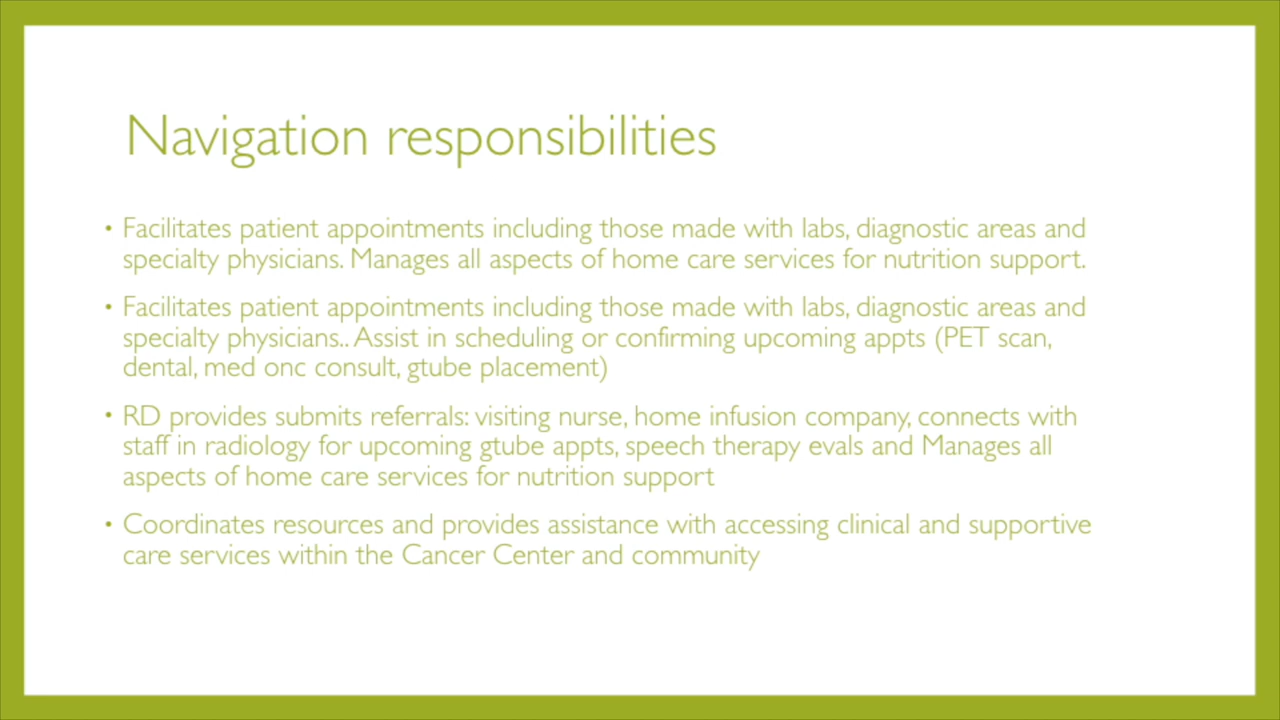 Navigation responsibilities
• Facilitates patient appointments including those made with labs, diagnostic areas and
specialty physicians. Manages all aspects of home care services for nutrition support.
• Facilitates patient appointments including those made with labs, diagnostic areas and
specialty physicians.. Assist in scheduling or confirming upcoming appts (PET scan,
dental, med onc consult, gtube placement)
• RD provides submits referrals: visiting nurse, home infusion company, connects with
staff in radiology for upcoming gtube appts, speech therapy evals and Manages all
aspects of home care services for nutrition support
• Coordinates resources and provides assistance with accessing clinical and supportive
care services within the Cancer Center and community